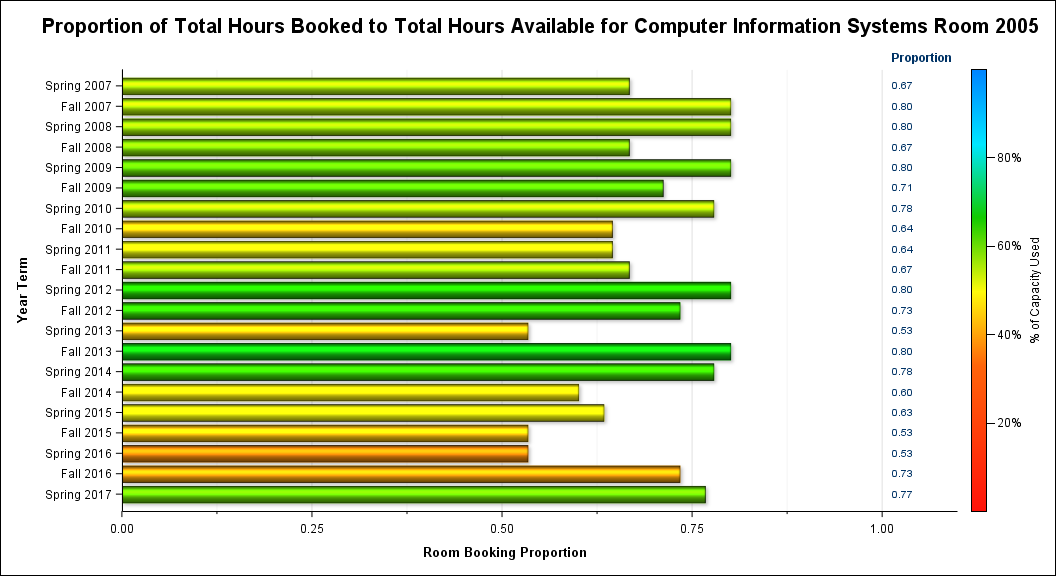 Proportion of Total Hours Booked to Total Hours Available for Computer Information Systems Room 2005
Proportion
Spring 2007 0.67
Fall 2007 0.80
Spring 2008 0.80
Fall 2008 0.67
Spring 2009 0.80
Fall 2009 0.71
Spring 2010 0.78
Fall 2010 0.64
Spring 2011 0.64
Fall 2011 0.67
Spring 2012 0.80
Fall 2012 0.73
Spring 2013 0.53
Fall 2013 0.80
Spring 2014 0.78
Fall 2014 0.60
Spring 2015 0.63
Fall 2015 0.53
Spring 2016 0.53
Fall 2016 0.73
Spring 2017 0.77
Year Term
0.00 0.25 0.50 0.75 1.00
Room Booking Proportion
80%
60%
40%
20%
% of Capacity Used